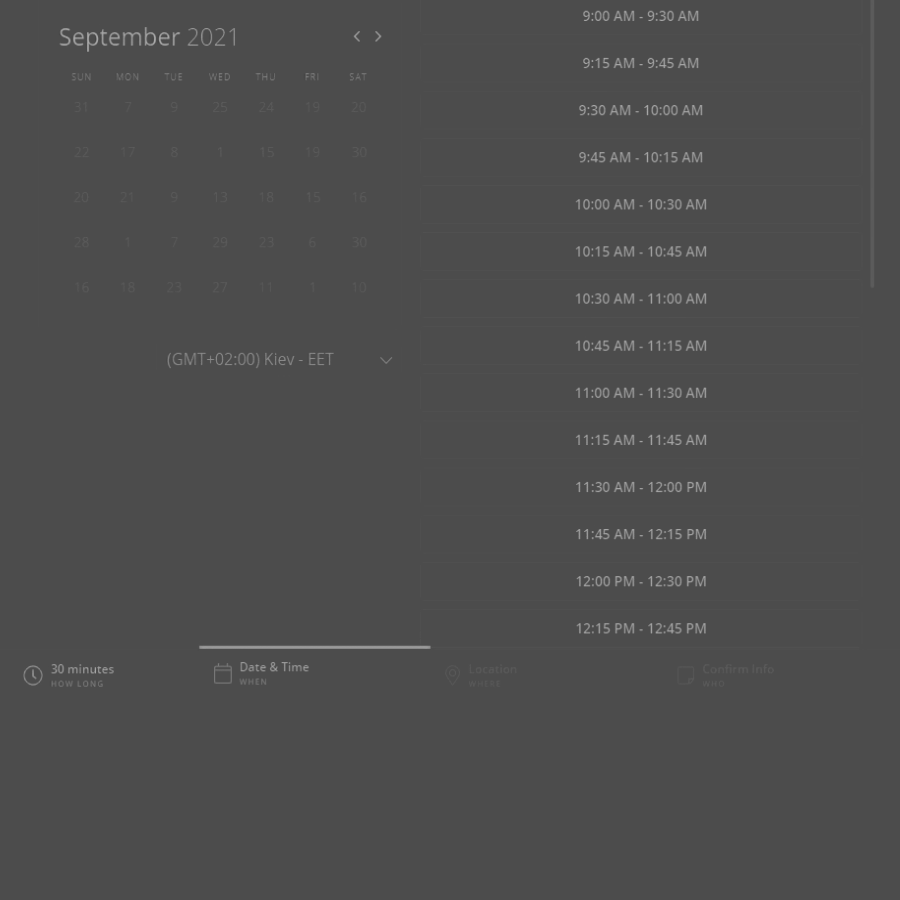 September 2021
SUN MON TUE WED THU FRI SAT
31 7 9 25 24 19 20
22 17 8 1 15 19 30
20 21 9 13 18 15 16
28 1 7 29 23 6 30
16 18 23 27 11 1 10
(GMT+02:00) Kiev - EET
9:00 AM - 9:30 AM
9:15 AM - 9:45 AM
9:30 AM - 10:00 AM
9:45 AM - 10:15 AM
10:00 AM - 10:30 AM
10:15 AM - 10:45 AM
10:30 AM - 11:00 AM
10:45 AM - 11:15 AM
11:00 AM - 11:30 AM
11:15 AM - 11:45 AM
11:30 AM - 12:00 PM
11:45 AM - 12:15 PM
12:00 PM - 12:30 PM
12:15 PM - 12:45 PM
30 minutes
HOW LONG
Date & Time
WHEN
Location
WHERE
Confirm Info
WHO